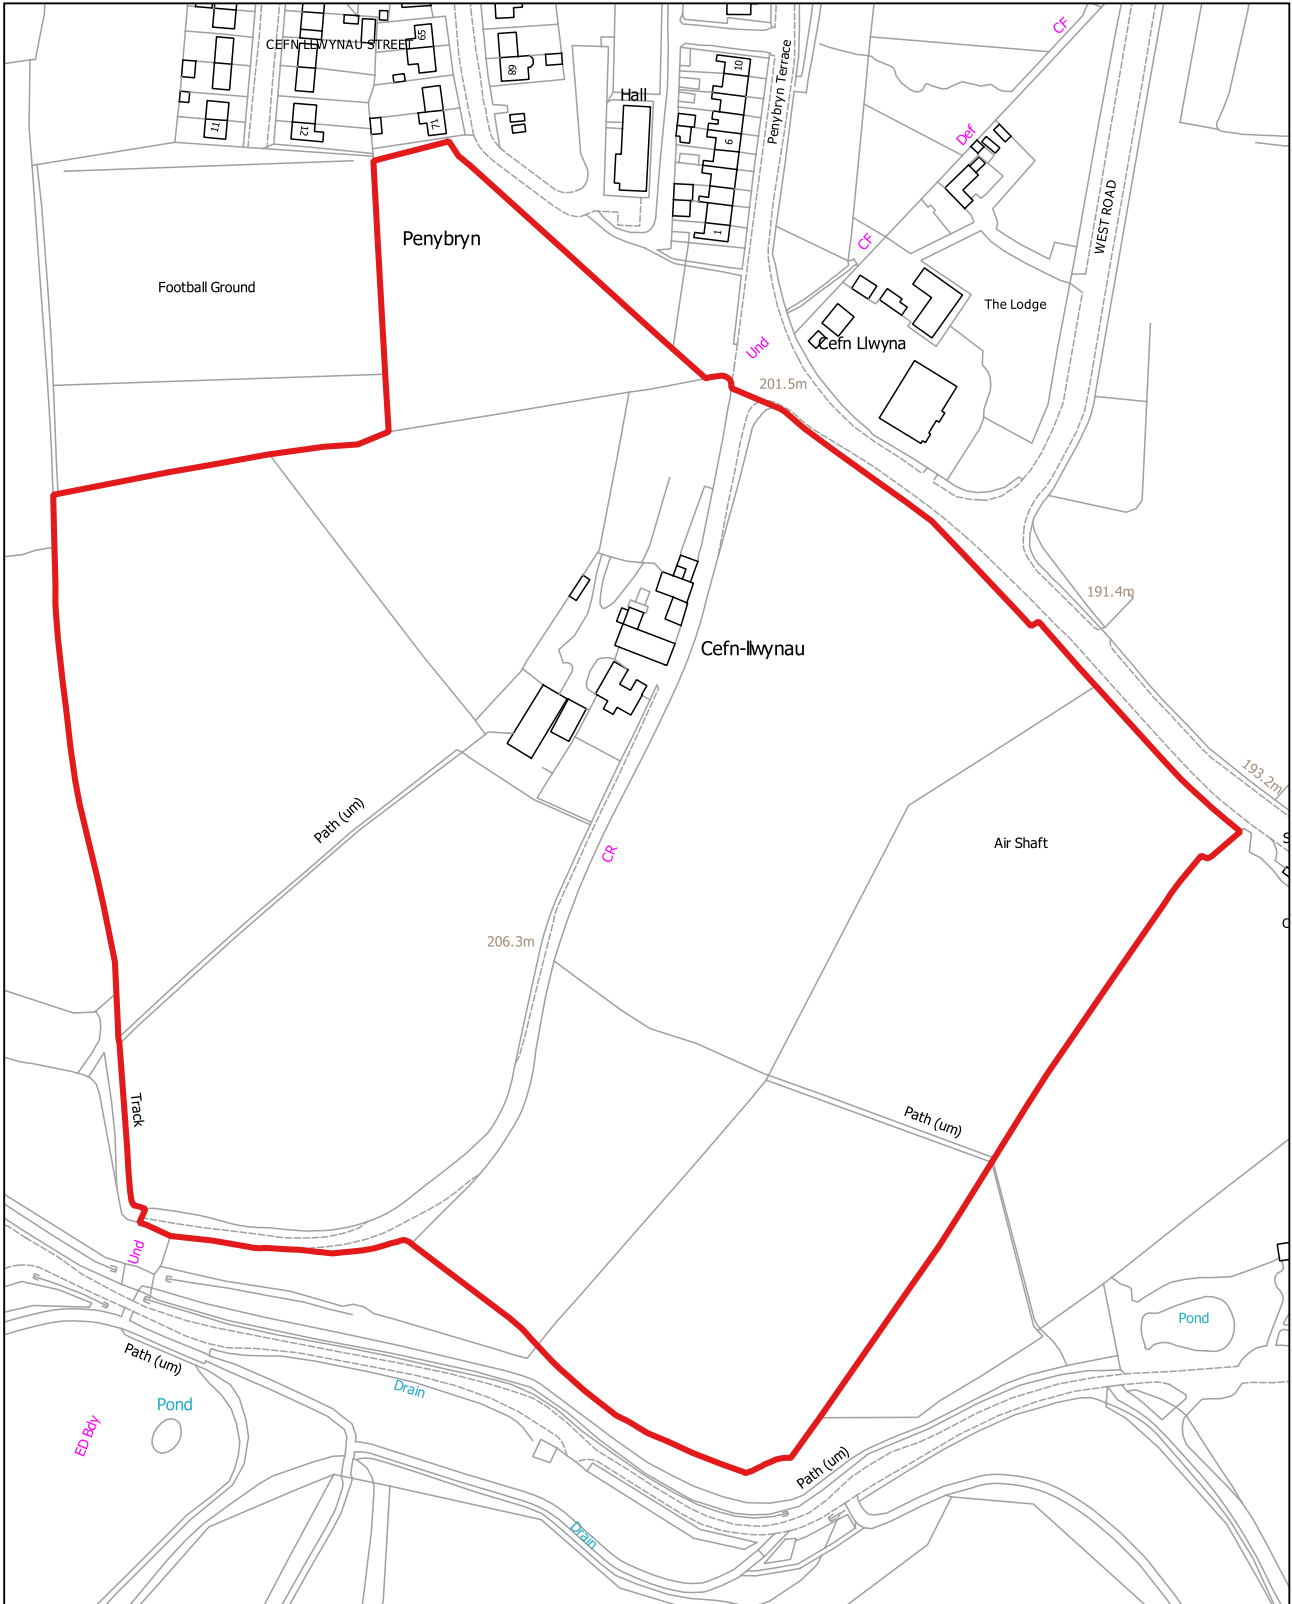 CEFN LLWYNAU STREET
65
68
71
11
12
Hall
10
6
1
Penybryn Terrace
CF
Def
CF
WEST ROAD
Penybryn
Football Ground
The Lodge
Und
Cefn Llwyna
201.5m
191.4m
Cefn-llwynau
193.2m
Path (um)
Air Shaft
CR
206.3m
Track
Path (um)
Und
Pond
Path (um)
Drain
Pond
ED Bdy
Path (um)
Drain